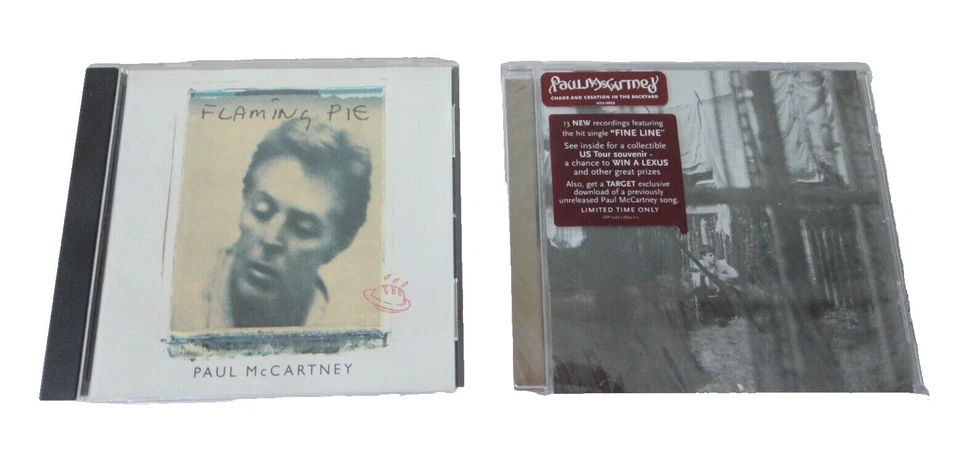 FLAMING PIE
PAUL McCARTNEY
PAUL McCARTNEY
CHAOS AND CREATION IN THE BACKYARD
13 NEW recordings featuring
the hit single "FINE LINE"
See inside for a collectible
US Tour souvenir -
a chance to WIN A LEXUS
and other great prizes
Also, get a TARGET exclusive
download of a previously
unreleased Paul McCartney song.
LIMITED TIME ONLY